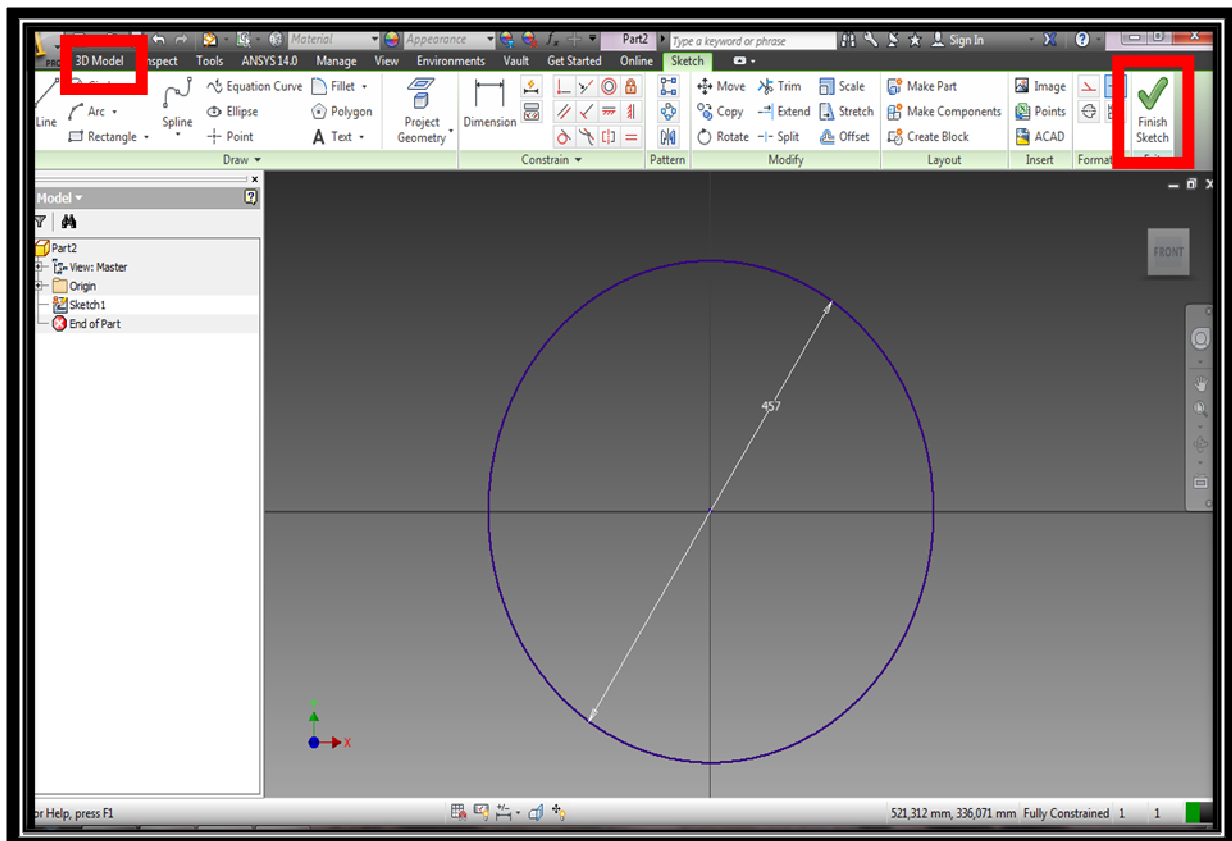 Material Appearance Part2 Type a keyword or phrase Sign In
PRO 3D Model nspect Tools ANSYS 14.0 Manage View Environments Vault Get Started Online Sketch
Equation Curve Fillet Move Trim Scale Make Part Image
Line Arc Spline Ellipse Polygon Project Geometry Dimension Copy Extend Stretch Make Components Points Finish Sketch
Rectangle Point A Text Rotate Split Offset Create Block ACAD
Draw Constrain Pattern Modify Layout Insert Format
Model
Part2
View: Master
FRONT
Origin
Sketch1
End of Part
457
X
or Help, press F1 521,312 mm, 336,071 mm Fully Constrained 1 1